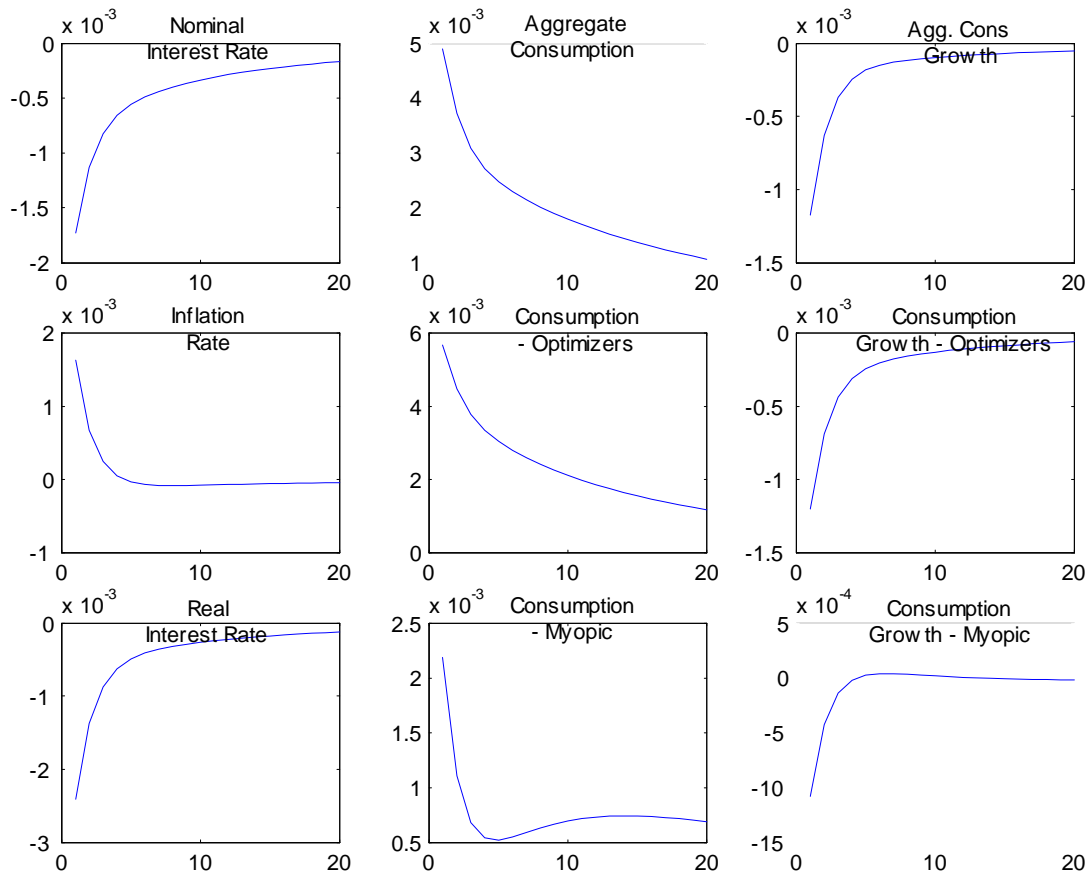 x 10-3
Nominal
Interest Rate
0
-0.5
-1
-1.5
-2
0 10 20
Aggregate
Consumption
5
4
3
2
1
0 10 20
x 10-3
Agg. Cons
Growth
0
-0.5
-1
-1.5
0 10 20
x 10-3
Inflation
Rate
2
1
0
-1
0 10 20
x 10-3
Consumption
- Optimizers
6
4
2
0
0 10 20
x 10-3
Consumption
Growth - Optimizers
0
-0.5
-1
-1.5
0 10 20
x 10-3
Real
Interest Rate
0
-1
-2
-3
0 10 20
x 10-3
Consumption
- Myopic
2.5
2
1.5
1
0.5
0 10 20
x 10-4
Consumption
Growth - Myopic
5
0
-5
-10
-15
0 10 20
x 10-3